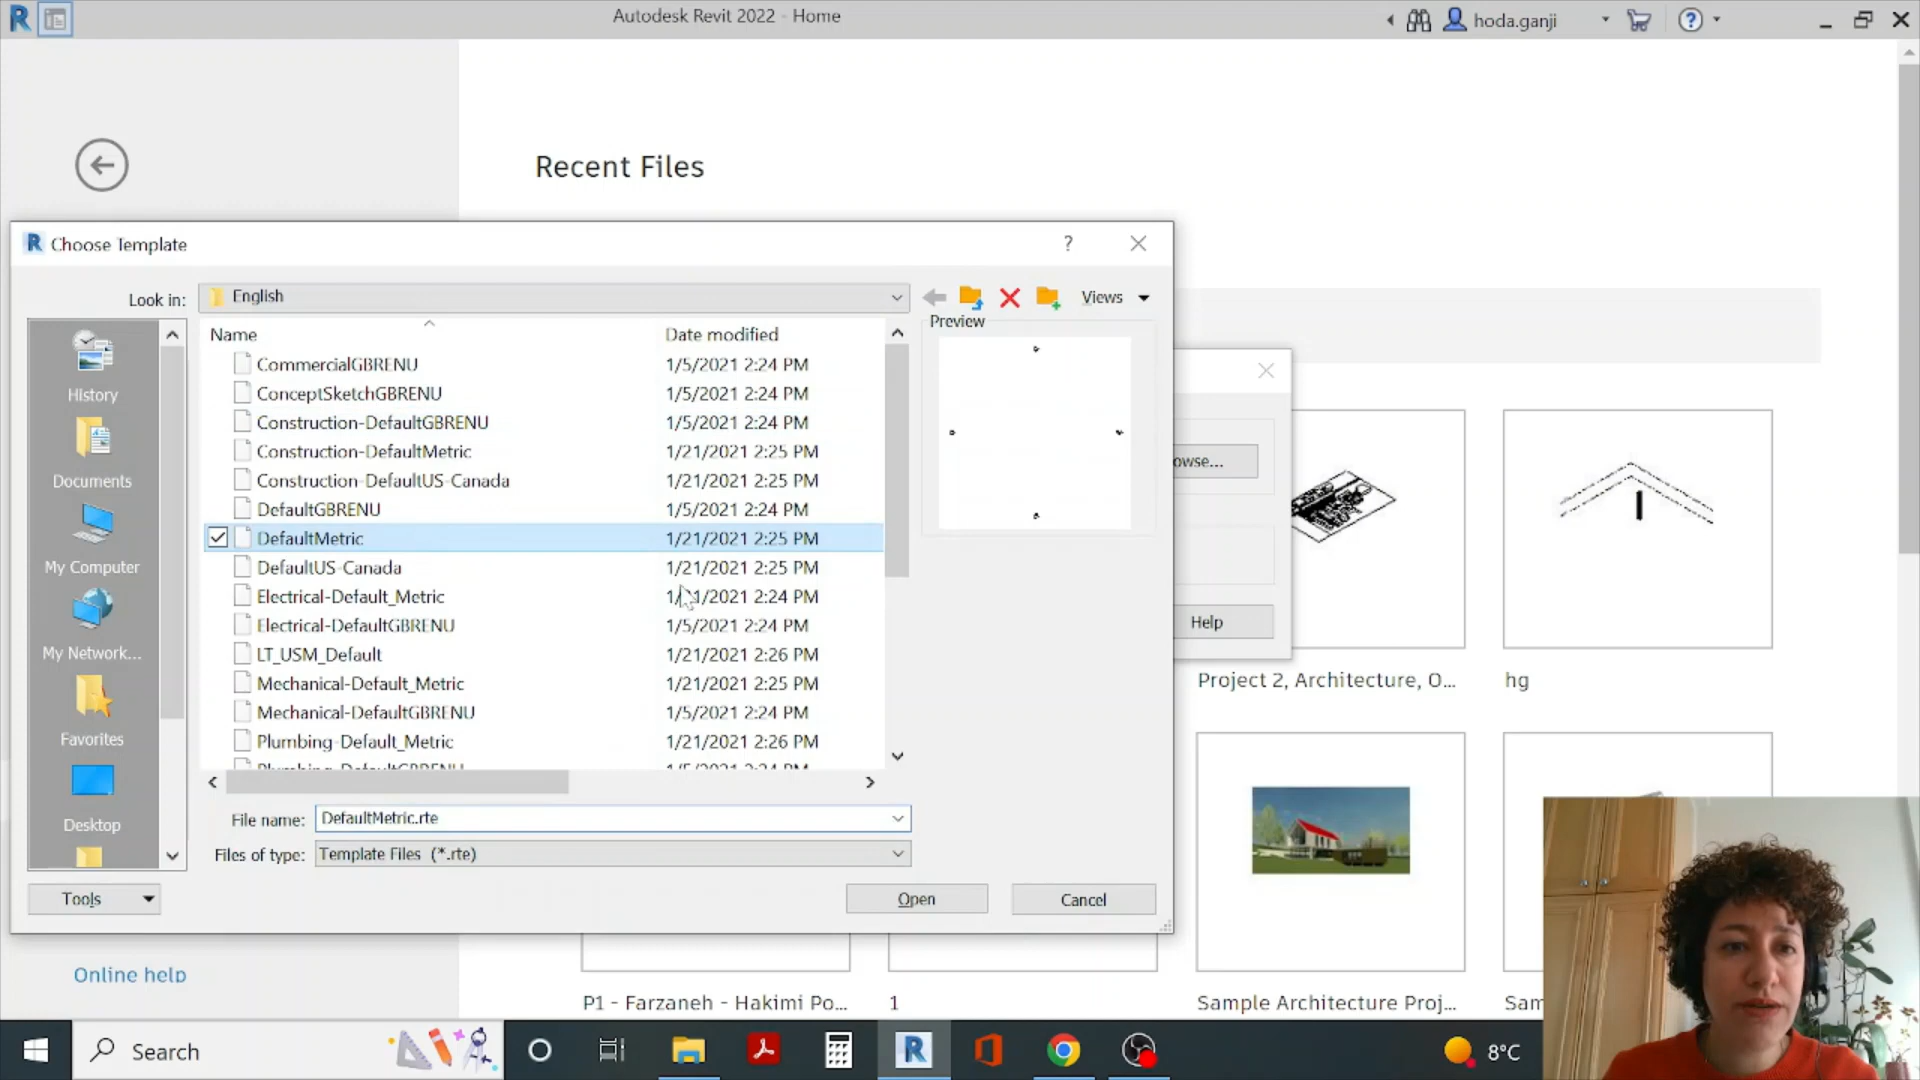 Autodesk Revit 2022 - Home
hoda.ganji
Recent Files
Choose Template
Look in:
English
Views
Name
Date modified
Preview
CommercialGBRENU 1/5/2021 2:24 PM
ConceptSketchGBRENU 1/5/2021 2:24 PM
Construction-DefaultGBRENU 1/5/2021 2:24 PM
Construction-DefaultMetric 1/21/2021 2:25 PM
Construction-DefaultUS-Canada 1/21/2021 2:25 PM
DefaultGBRENU 1/5/2021 2:24 PM
DefaultMetric 1/21/2021 2:25 PM
DefaultUS-Canada 1/21/2021 2:25 PM
Electrical-Default_Metric 1/21/2021 2:24 PM
Electrical-DefaultGBRENU 1/5/2021 2:24 PM
LT_USM_Default 1/21/2021 2:26 PM
Mechanical-Default_Metric 1/21/2021 2:25 PM
Mechanical-DefaultGBRENU 1/5/2021 2:24 PM
Plumbing-Default_Metric 1/21/2021 2:26 PM
History
Documents
My Computer
My Network...
Favorites
Desktop
File name:
DefaultMetric.rte
Files of type:
Template Files (*.rte)
Tools
Open
Cancel
owse...
Help
Project 2, Architecture, O...
hg
Online help
P1 - Farzaneh - Hakimi Po...
1
Sample Architecture Proj...
Sam
Search
8°C